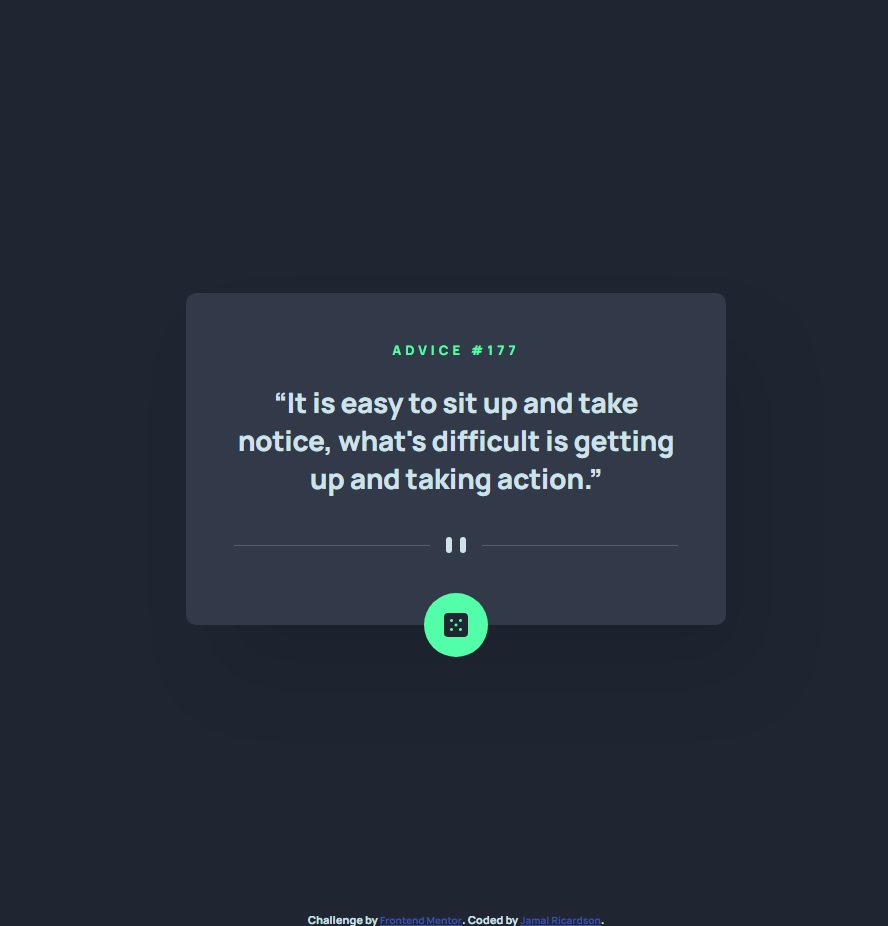 ADVICE #177
“It is easy to sit up and take
notice, what's difficult is getting
up and taking action.”
Challenge by Frontend Mentor. Coded by Jamal Ricardson.